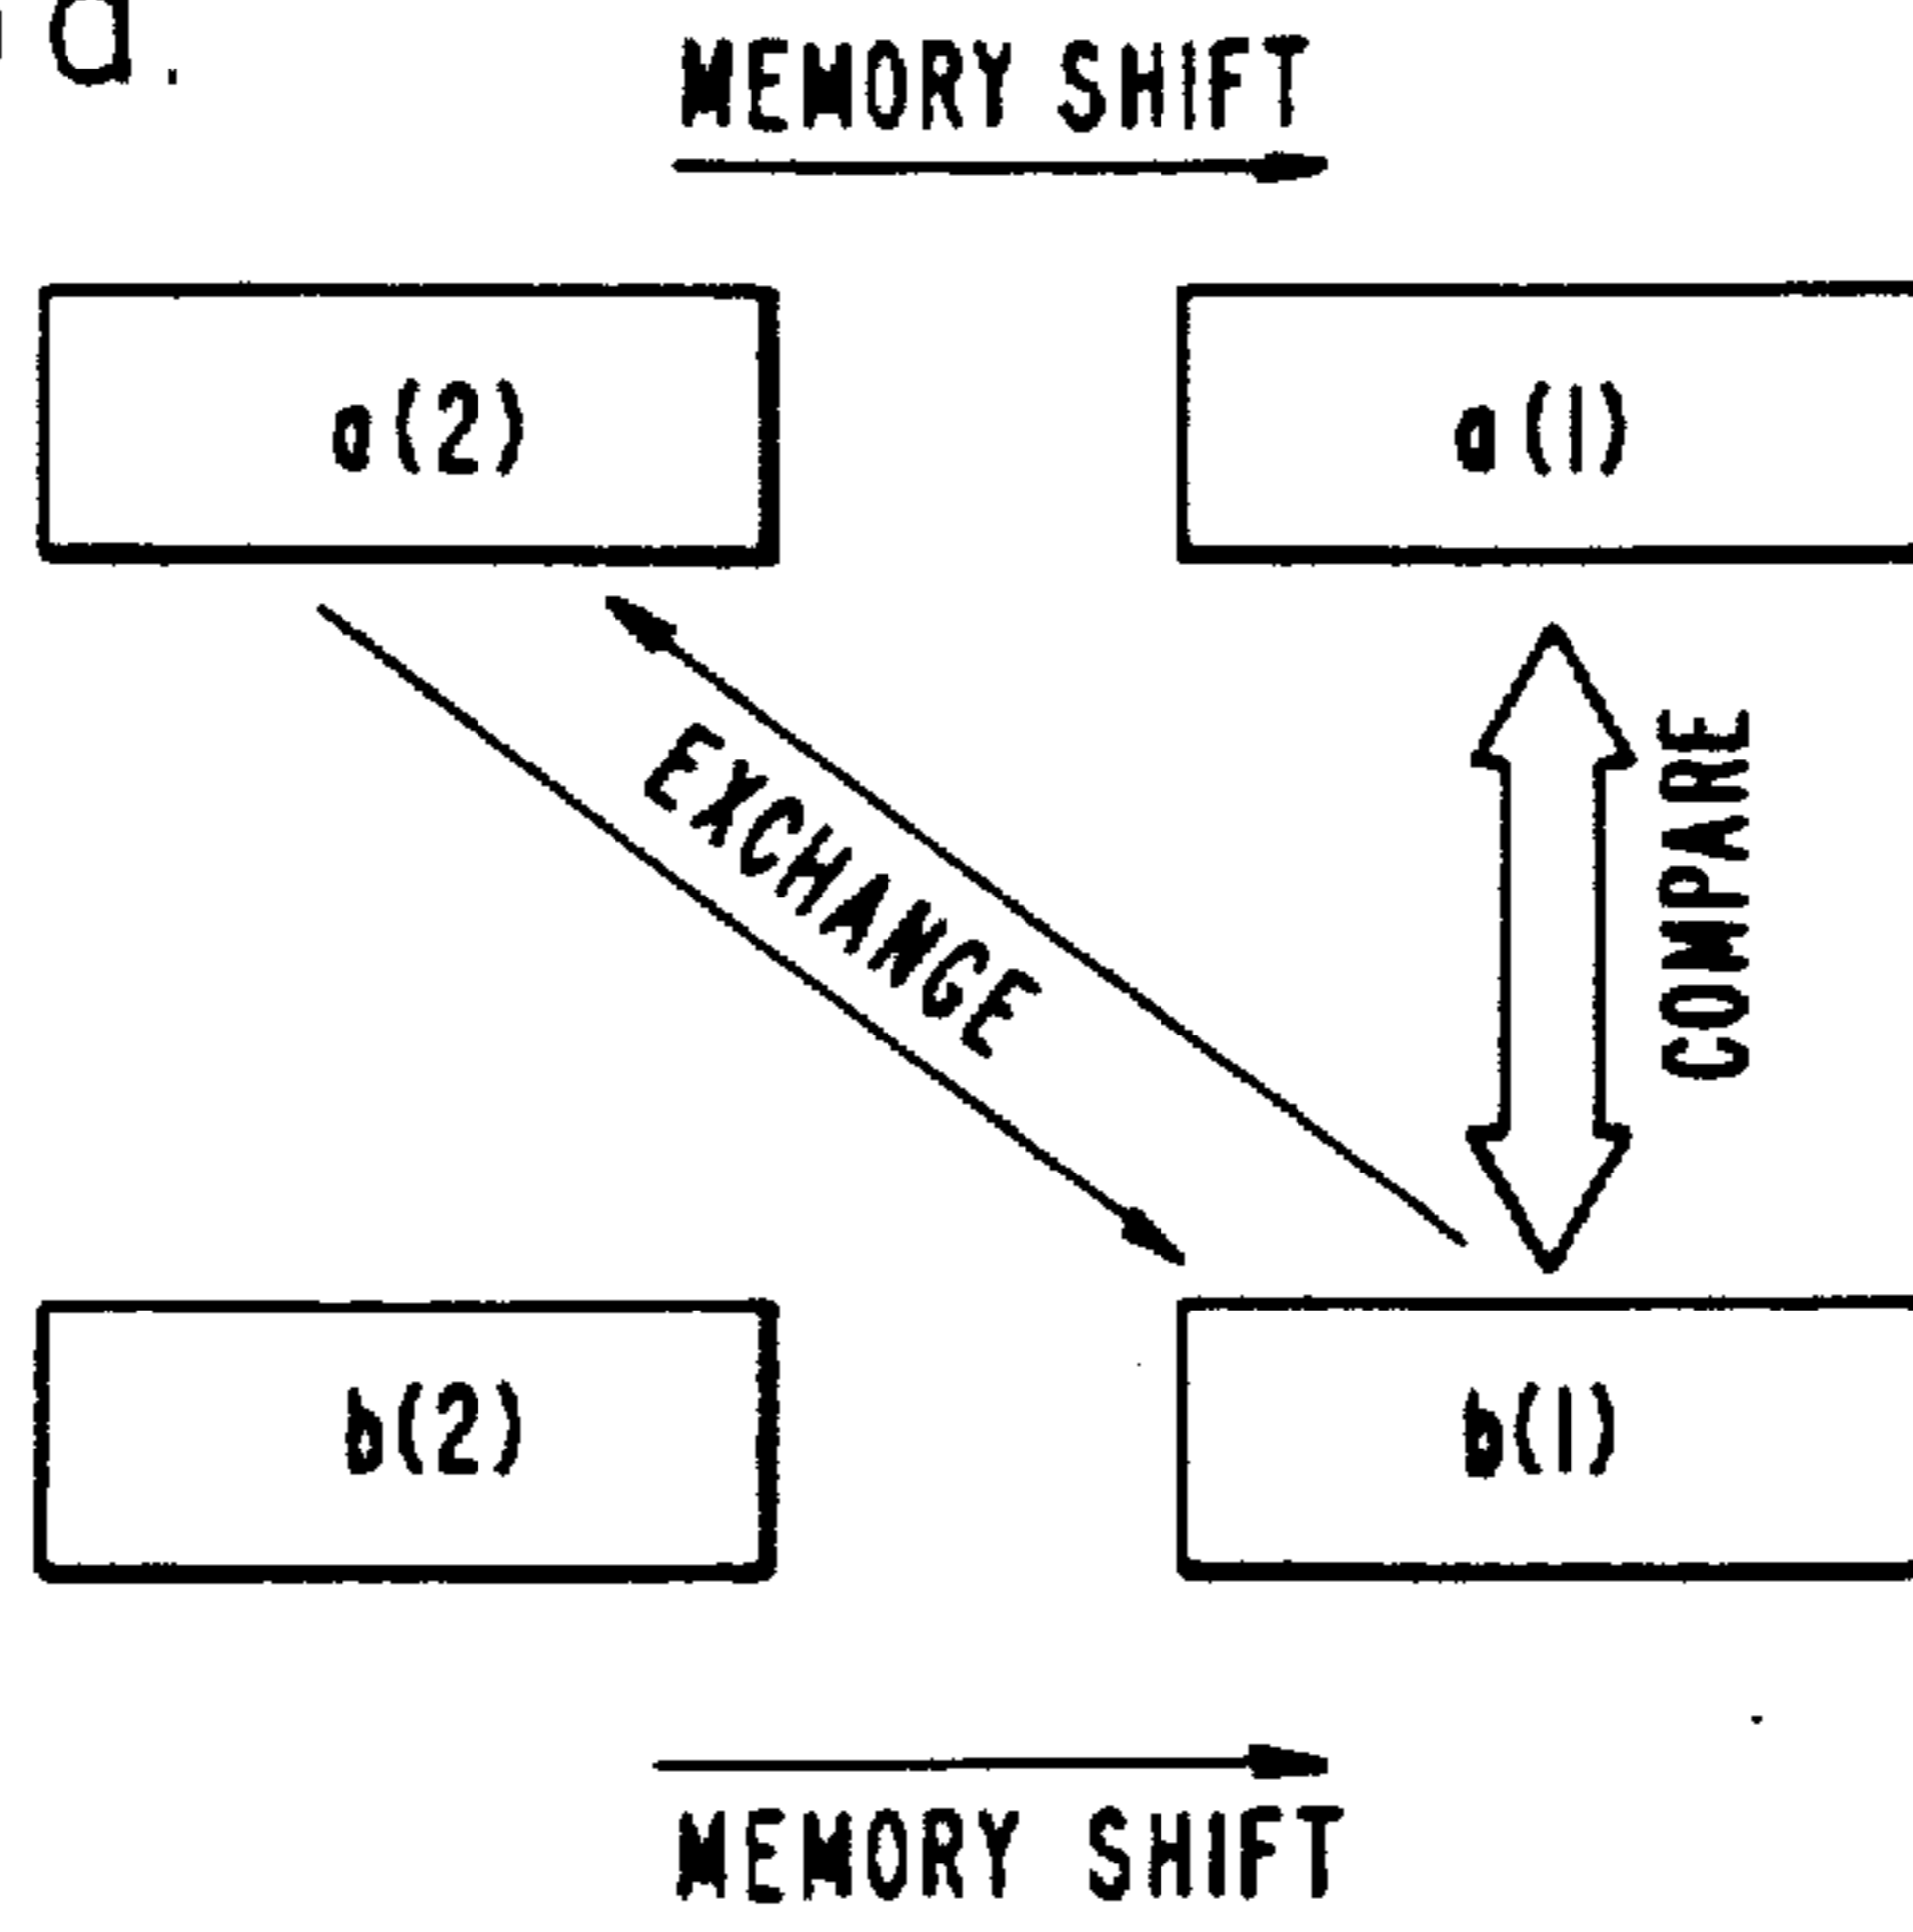 a.
MEMORY SHIFT
a(2)
a(1)
EXCHANGE
COMPARE
b(2)
b(1)
MEMORY SHIFT